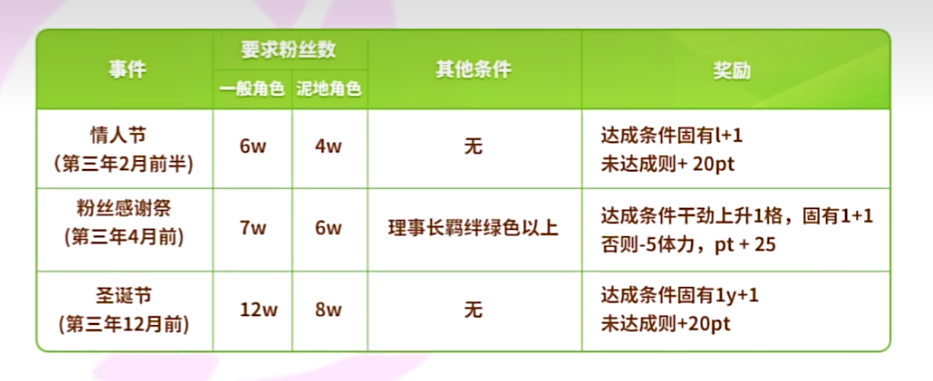 事件
要求粉丝数
一般角色 泥地角色
其他条件
奖励
情人节
（第三年2月前半)
6w
4w
无
达成条件固有l+1
未达成则+ 20pt
粉丝感谢祭
(第三年4月前)
7w
6w
理事长羁绊绿色以上
达成条件干劲上升1格，固有1+1
否则-5体力，pt + 25
圣诞节
(第三年12月前)
12w
8w
无
达成条件固有1y+1
未达成则+20pt